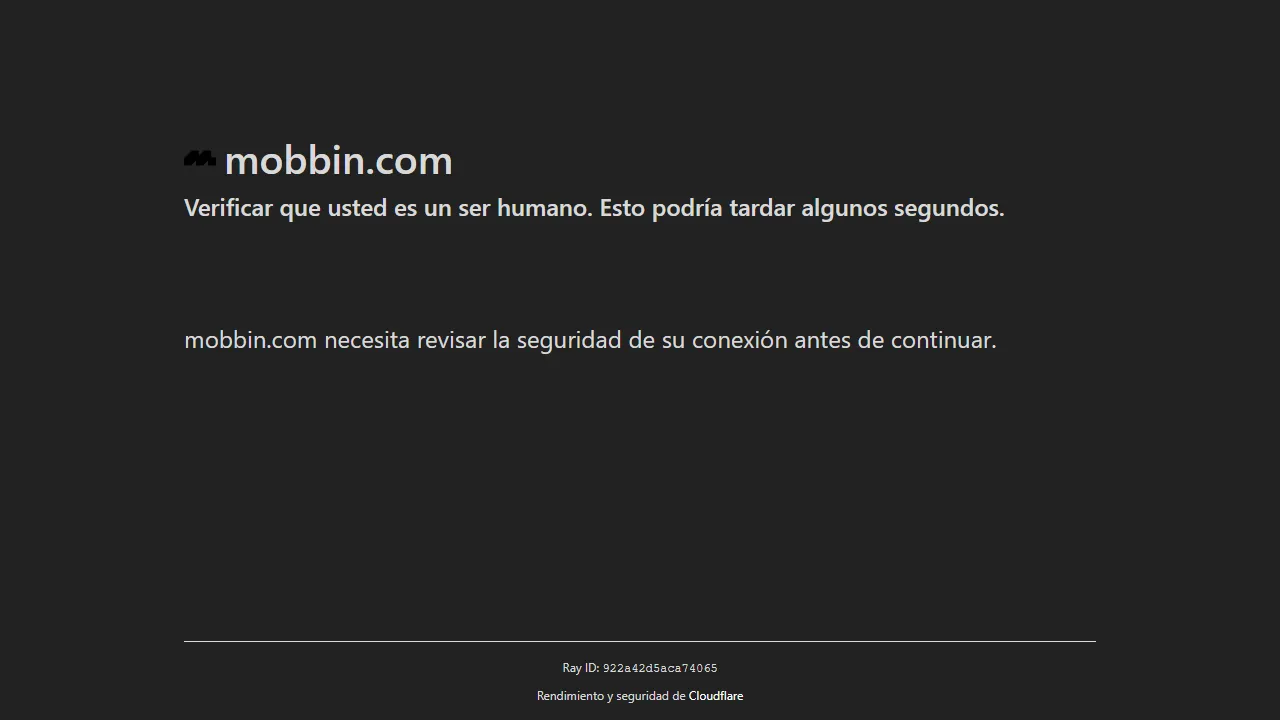 mobbin.com
Verificar que usted es un ser humano. Esto podría tardar algunos segundos.
mobbin.com necesita revisar la seguridad de su conexión antes de continuar.
Ray ID: 922a42d5aca74065
Rendimiento y seguridad de Cloudflare